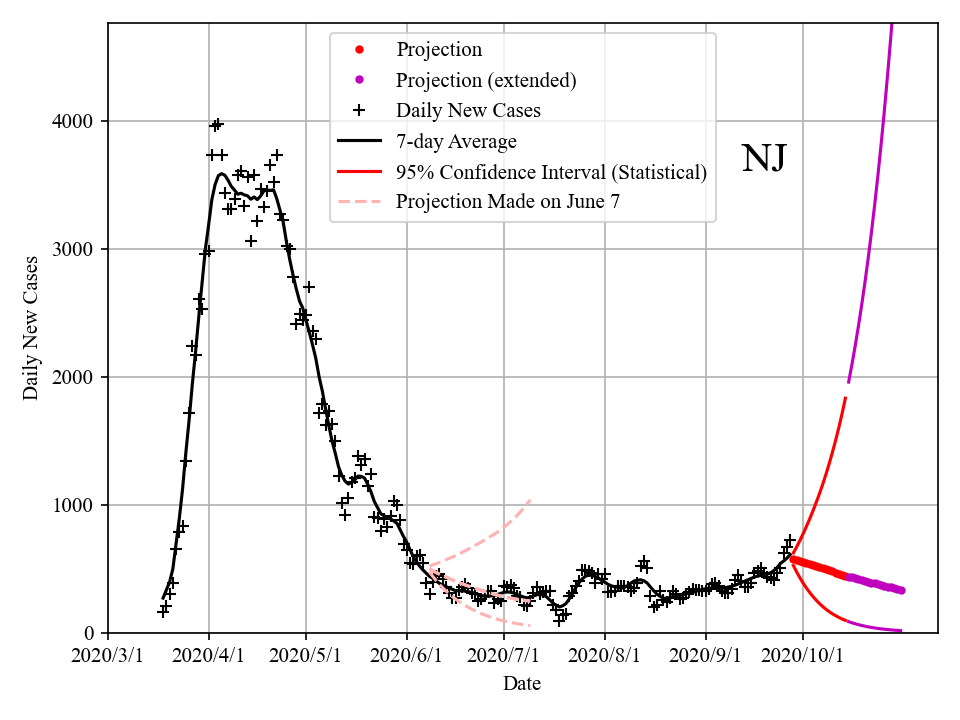 Projection
Projection (extended)
Daily New Cases
7-day Average
95% Confidence Interval (Statistical)
Projection Made on June 7
NJ
Daily New Cases
4000
3000
2000
1000
0
2020/3/1 2020/4/1 2020/5/1 2020/6/1 2020/7/1 2020/8/1 2020/9/1 2020/10/1
Date